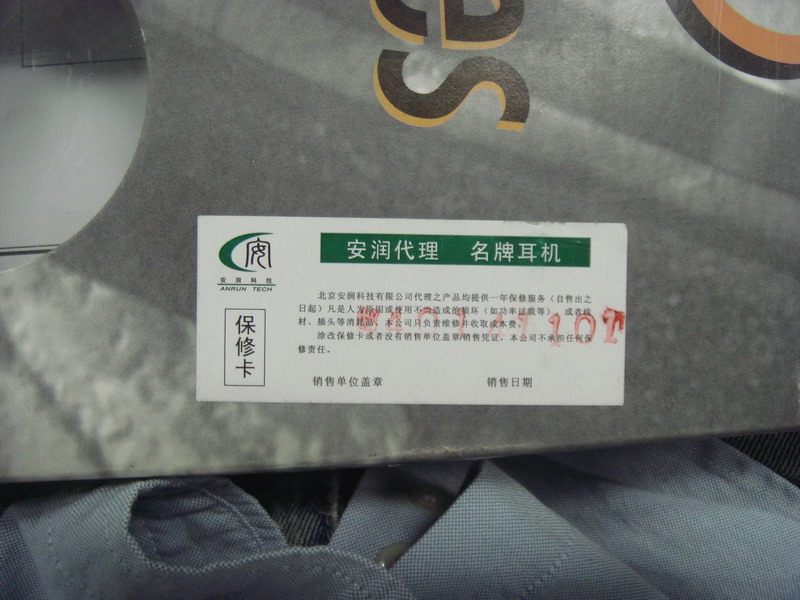 安润代理 名牌耳机
安
安润科技
ANRUN TECH
保修卡
北京安润科技有限公司代理之产品均提供一年保修服务（自售出之
日起）凡是人为原因或使用不当造成的损坏（如功率过载等），或者线
材、插头等消耗品，本公司只负责维修并收取成本费。
涂改保修卡或者没有销售单位盖章/销售凭证，本公司不承担任何保
修责任。
销售单位盖章 销售日期